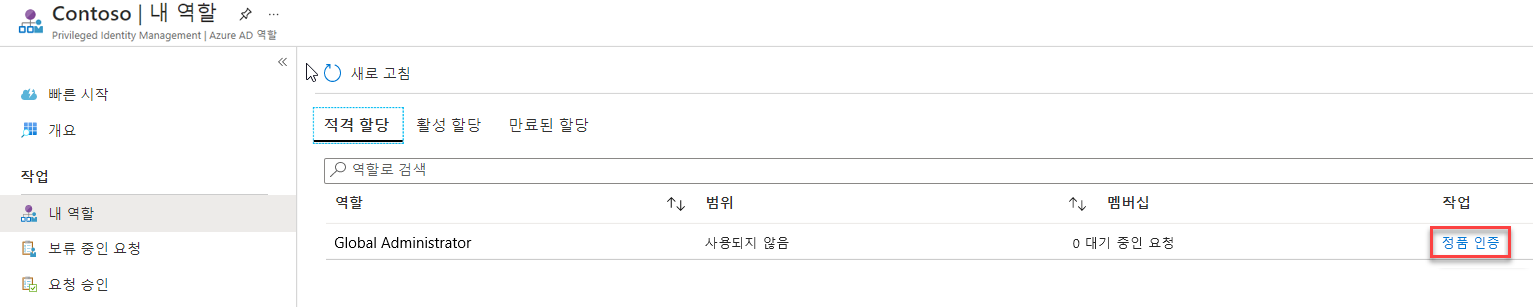 Contoso | 내 역할
Privileged Identity Management | Azure AD 역할
빠른 시작
개요
작업
내 역할
보류 중인 요청
요청 승인
새로 고침
적격 할당 활성 할당 만료된 할당
역할로 검색
역할 범위 멤버십 작업
Global Administrator 사용되지 않음 0 대기 중인 요청 정품 인증